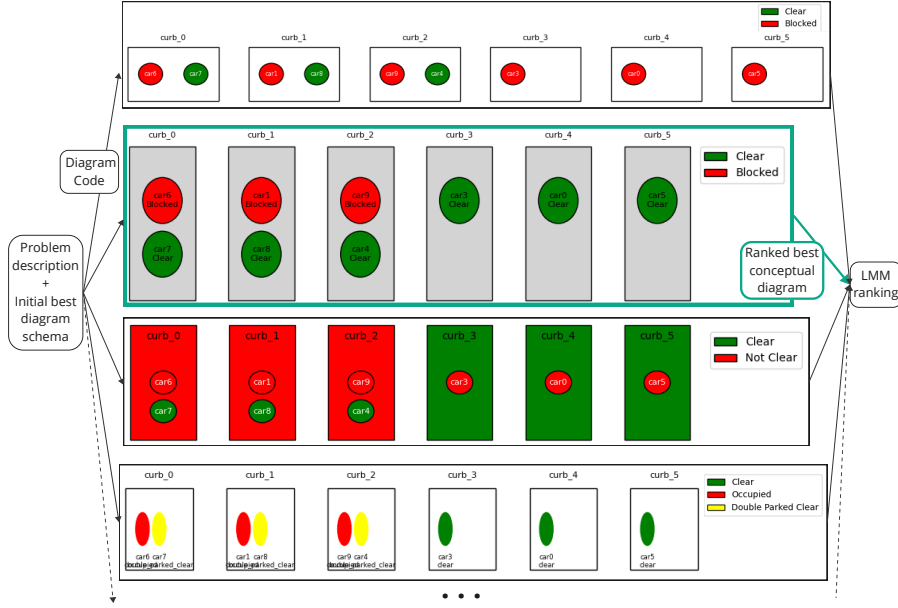 Clear
Blocked
curb_0
curb_1
curb_2
curb_3
curb_4
curb_5
car6
car7
car1
car8
car9
car4
car3
car0
car5
Diagram
Code
curb_0
curb_1
curb_2
curb_3
curb_4
curb_5
Clear
Blocked
car6
Blocked
car1
Blocked
car9
Blocked
car3
Clear
car0
Clear
car5
Clear
car7
Clear
car8
Clear
car4
Clear
Problem
description
+
Initial best
diagram
schema
Ranked best
conceptual
diagram
LMM
ranking
curb_0
curb_1
curb_2
curb_3
curb_4
curb_5
Clear
Not Clear
car6
car1
car9
car3
car0
car5
car7
car8
car4
curb_0
curb_1
curb_2
curb_3
curb_4
curb_5
Clear
Occupied
Double Parked Clear
car6
car7
car1
car8
car9
car4
car3
clear
car0
clear
car5
clear
• • •